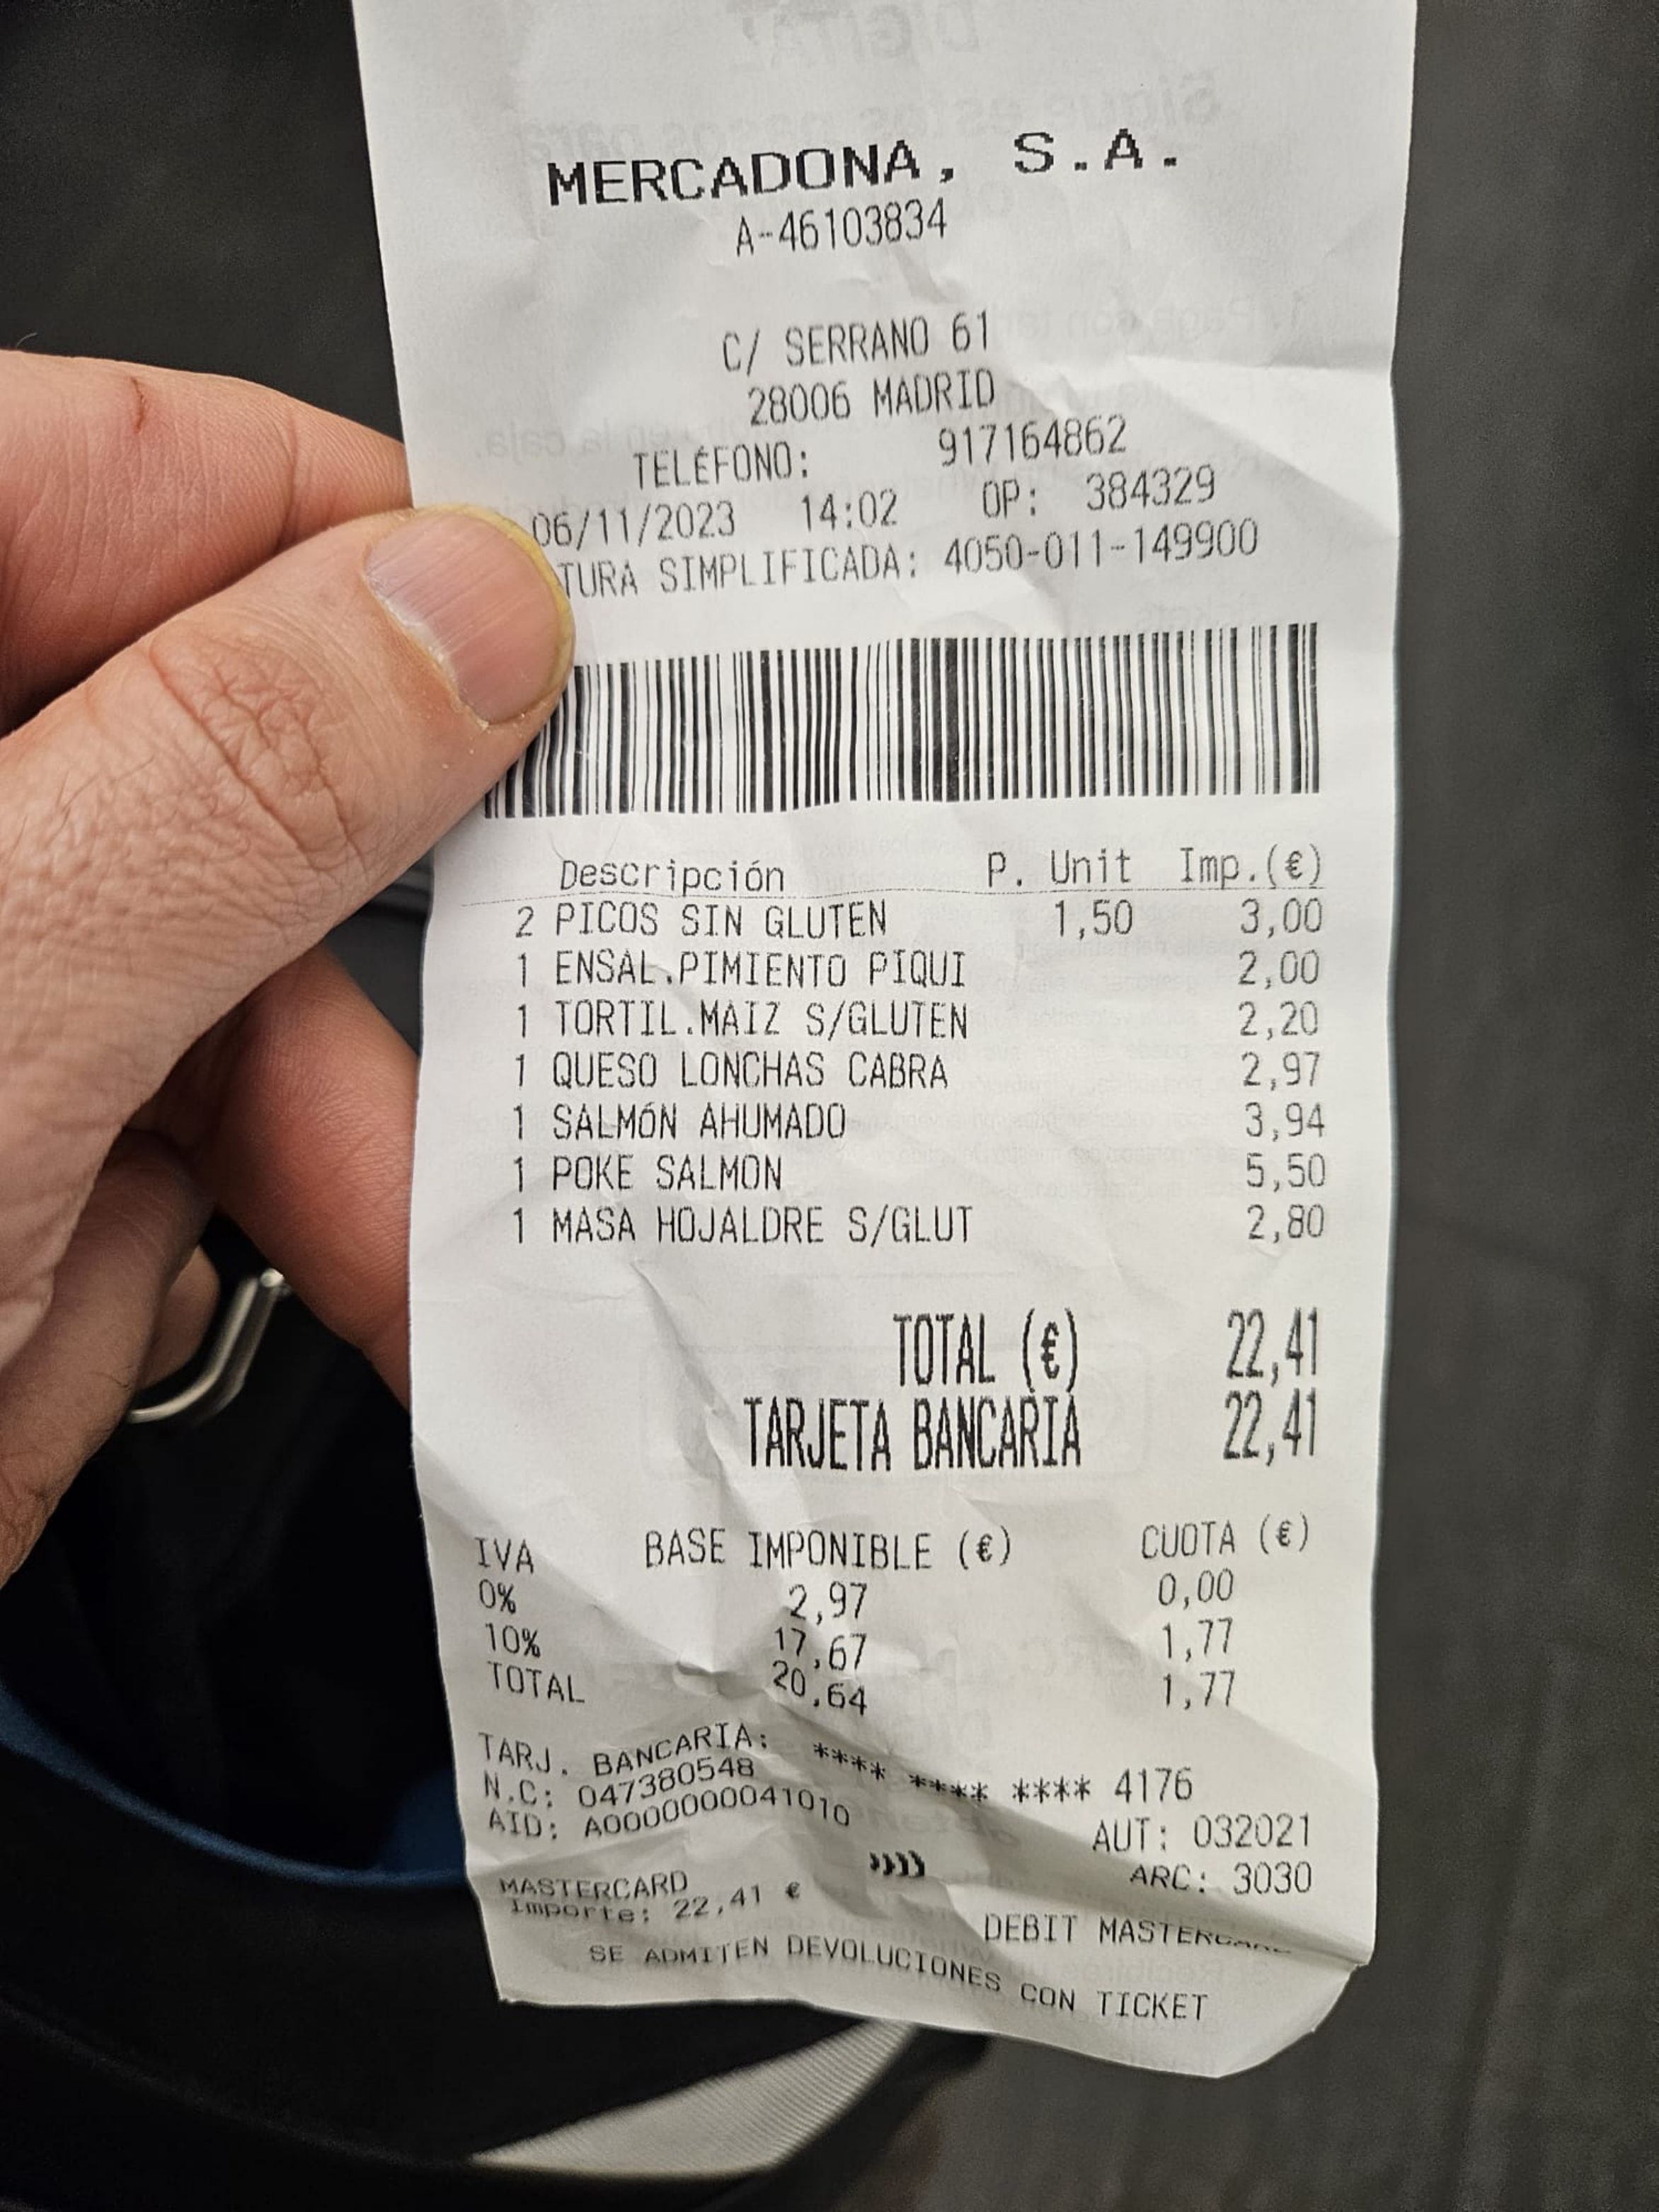 MERCADONA, S.A.
A-46103834
C/ SERRANO 61
28006 MADRID
TELÉFONO: 917164862
06/11/2023 14:02 OP: 384329
TURA SIMPLIFICADA: 4050-011-149900
Descripción P. Unit Imp.(€)
2 PICOS SIN GLUTEN 1,50 3,00
1 ENSAL.PIMIENTO PIQUI 2,00
1 TORTIL.MAIZ S/GLUTEN 2,20
1 QUESO LONCHAS CABRA 2,97
1 SALMÓN AHUMADO 3,94
1 POKE SALMON 5,50
1 MASA HOJALDRE S/GLUT 2,80
TOTAL (€) 22,41
TARJETA BANCARIA 22,41
IVA BASE IMPONIBLE (€) CUOTA (€)
0% 2,97 0,00
10% 17,67 1,77
TOTAL 20,64 1,77
TARJ. BANCARIA: **** **** **** 4176
N.C: 047380548 AUT: 032021
AID: A0000000041010 ARC: 3030
MASTERCARD
Importe: 22,41 € DEBIT MASTERCARD
SE ADMITEN DEVOLUCIONES CON TICKET